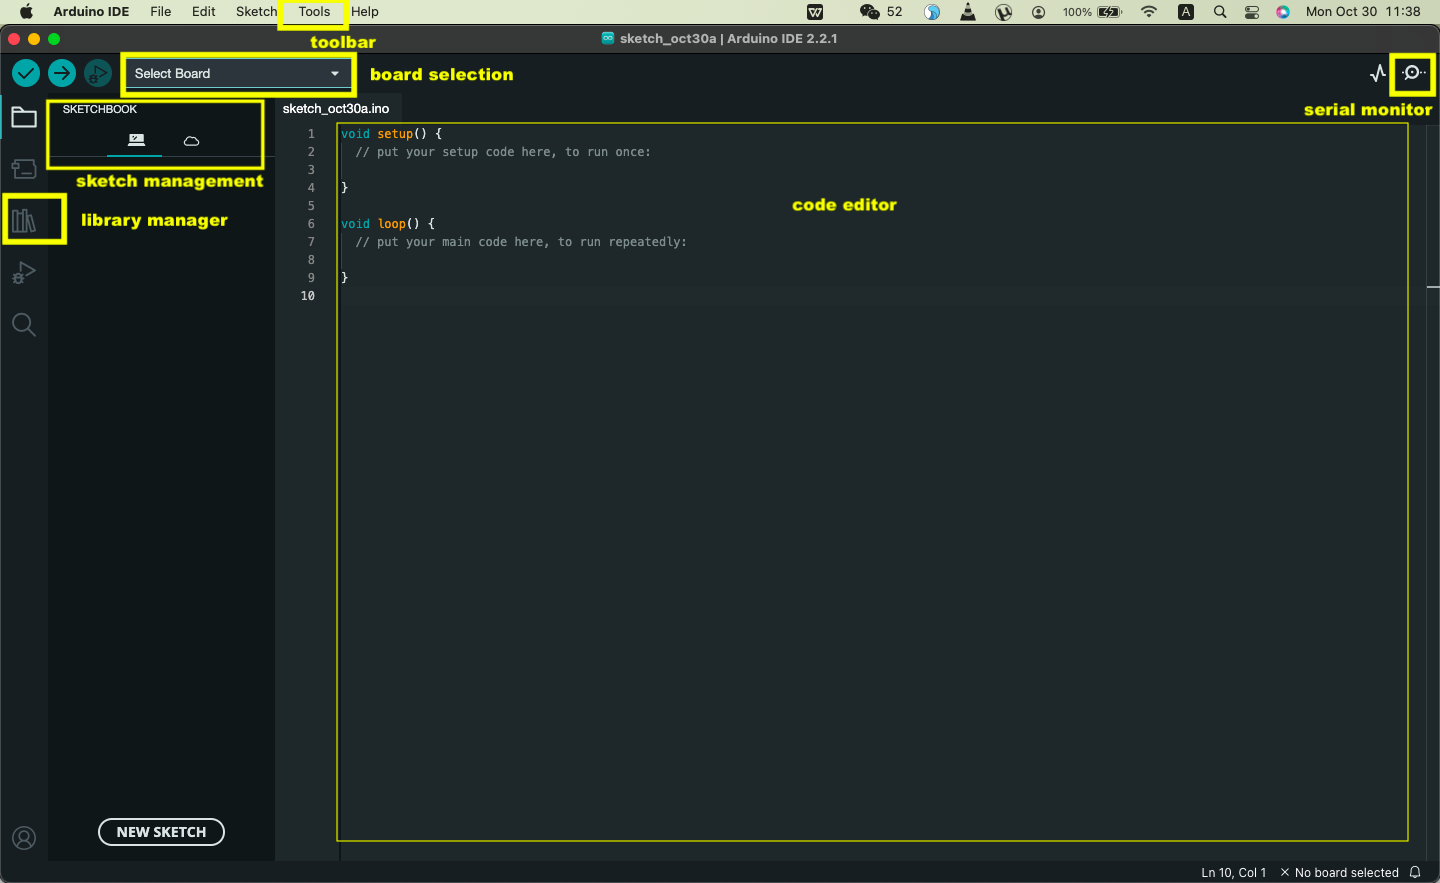 Arduino IDE File Edit Sketch Tools Help W 52 100% A Mon Oct 30 11:38
sketch_oct30a | Arduino IDE 2.2.1
toolbar
Select Board
board selection
serial monitor
SKETCHBOOK
sketch management
library manager
sketch_oct30a.ino
1 void setup() {
2 // put your setup code here, to run once:
3
4 }
5
6 void loop() {
7 // put your main code here, to run repeatedly:
8
9 }
10
code editor
NEW SKETCH
Ln 10, Col 1 × No board selected